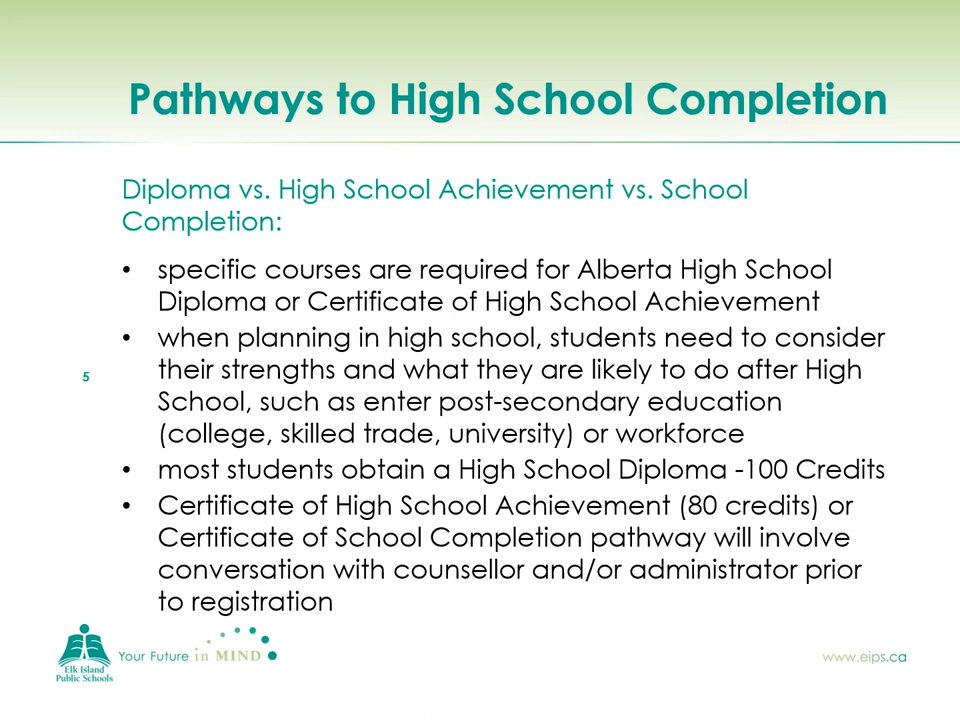 Pathways to High School Completion
Diploma vs. High School Achievement vs. School
Completion:
• specific courses are required for Alberta High School
Diploma or Certificate of High School Achievement
• when planning in high school, students need to consider
their strengths and what they are likely to do after High
School, such as enter post-secondary education
(college, skilled trade, university) or workforce
• most students obtain a High School Diploma -100 Credits
• Certificate of High School Achievement (80 credits) or
Certificate of School Completion pathway will involve
conversation with counsellor and/or administrator prior
to registration
5
Elk Island
Public Schools
Your Future in MIND
www.eips.ca